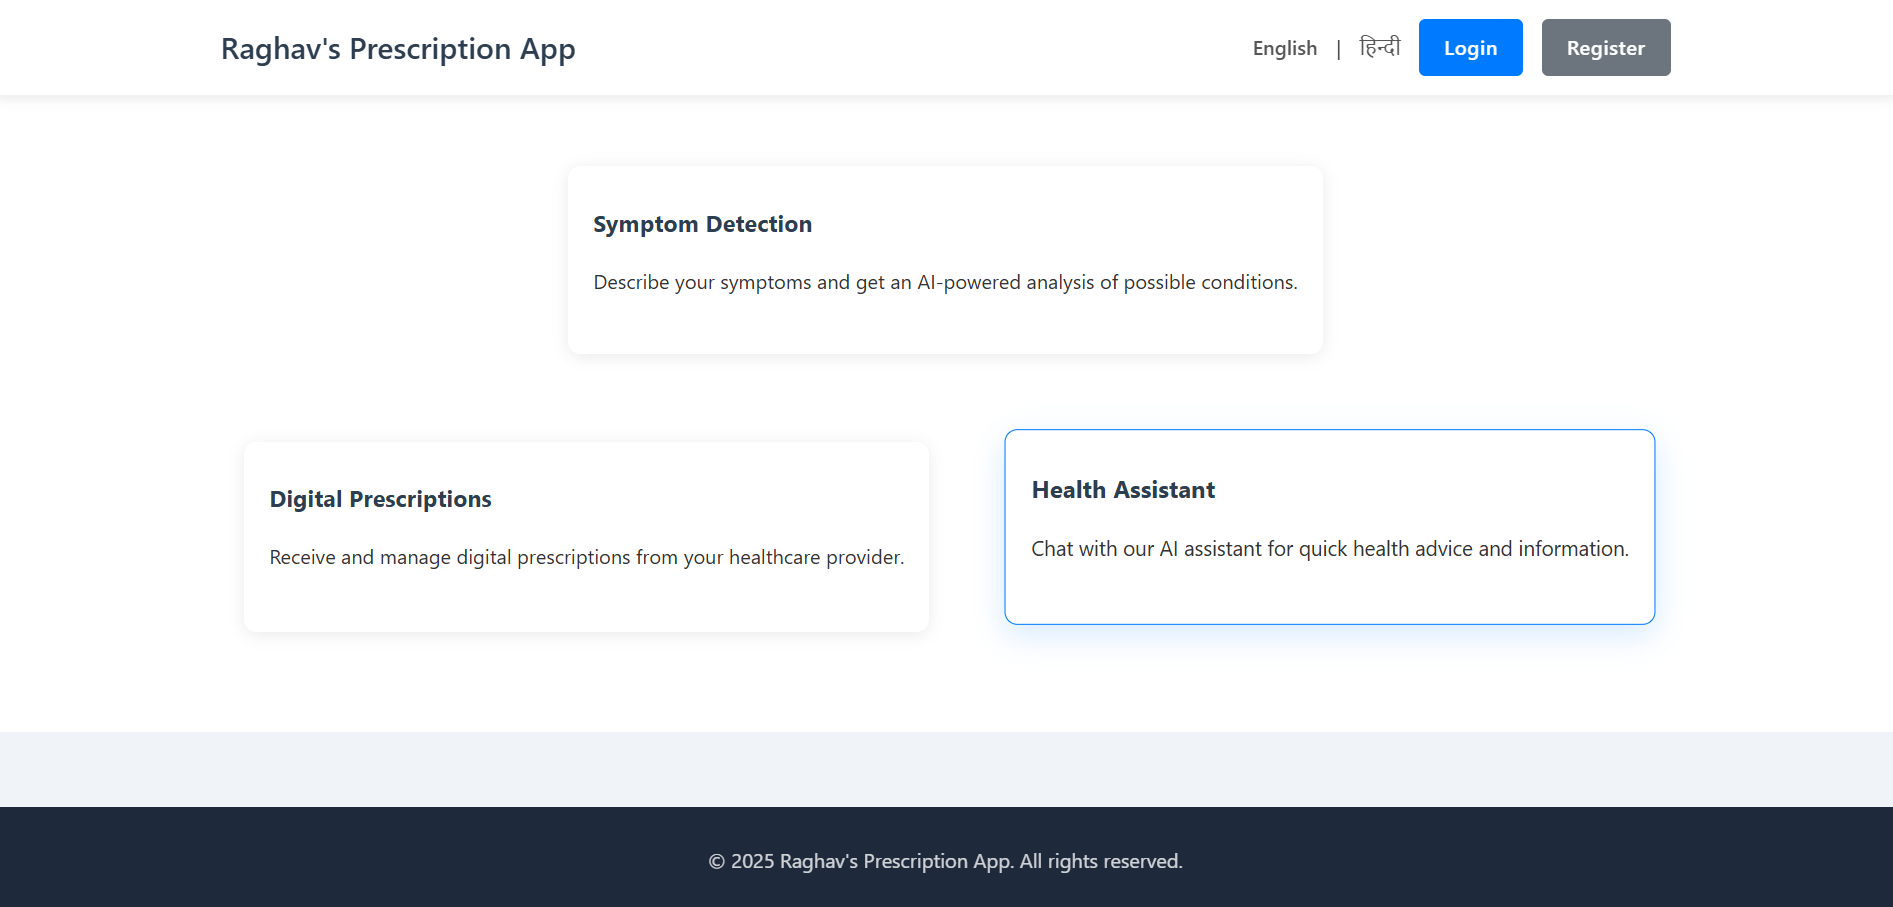 Raghav's Prescription App
English | हिन्दी Login Register
Symptom Detection
Describe your symptoms and get an AI-powered analysis of possible conditions.
Digital Prescriptions
Receive and manage digital prescriptions from your healthcare provider.
Health Assistant
Chat with our AI assistant for quick health advice and information.
© 2025 Raghav's Prescription App. All rights reserved.